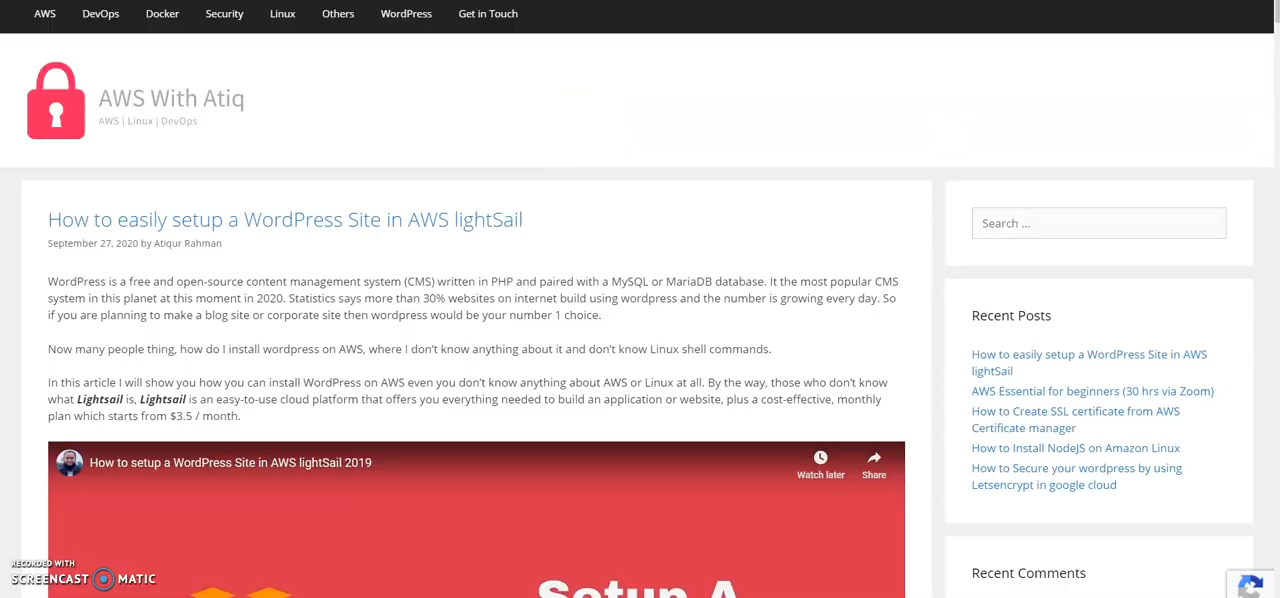 AWS DevOps Docker Security Linux Others WordPress Get in Touch
AWS With Atiq
AWS | Linux | DevOps
How to easily setup a WordPress Site in AWS lightSail
September 27, 2020 by Atiqur Rahman
WordPress is a free and open-source content management system (CMS) written in PHP and paired with a MySQL or MariaDB database. It the most popular CMS
system in this planet at this moment in 2020. Statistics says more than 30% websites on internet build using wordpress and the number is growing every day. So
if you are planning to make a blog site or corporate site then wordpress would be your number 1 choice.
Now many people thing, how do I install wordpress on AWS, where I don't know anything about it and don't know Linux shell commands.
In this article I will show you how you can install WordPress on AWS even you don't know anything about AWS or Linux at all. By the way, those who don't know
what Lightsail is, Lightsail is an easy-to-use cloud platform that offers you everything needed to build an application or website, plus a cost-effective, monthly
plan which starts from $3.5 / month.
How to setup a WordPress Site in AWS lightSail 2019
Watch later Share
Setup A
RECORDED WITH
SCREENCAST MATIC
Search ...
Recent Posts
How to easily setup a WordPress Site in AWS
lightSail
AWS Essential for beginners (30 hrs via Zoom)
How to Create SSL certificate from AWS
Certificate manager
How to Install NodeJS on Amazon Linux
How to Secure your wordpress by using
Letsencrypt in google cloud
Recent Comments